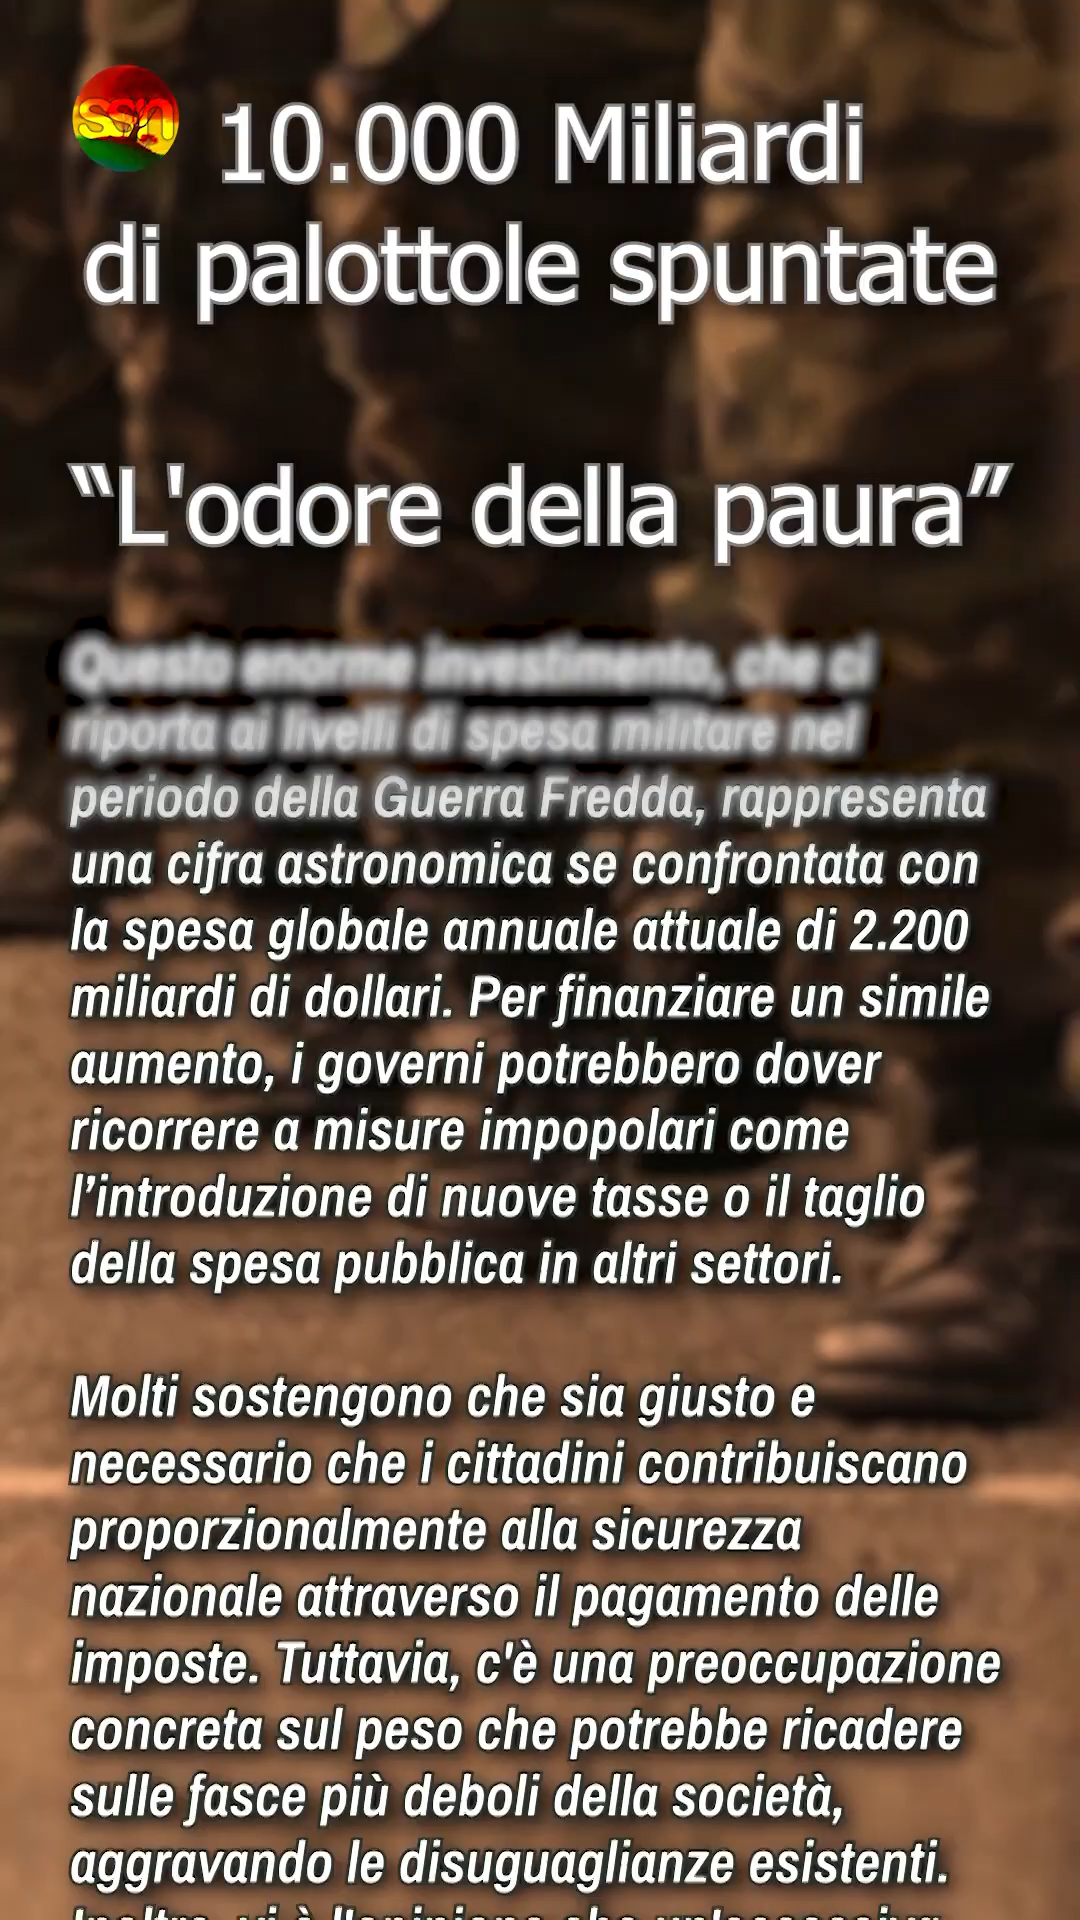 ssn
10.000 Miliardi
di palottole spuntate
“L'odore della paura”
Questo enorme investimento, che ci
riporta ai livelli di spesa militare nel
periodo della Guerra Fredda, rappresenta
una cifra astronomica se confrontata con
la spesa globale annuale attuale di 2.200
miliardi di dollari. Per finanziare un simile
aumento, i governi potrebbero dover
ricorrere a misure impopolari come
l’introduzione di nuove tasse o il taglio
della spesa pubblica in altri settori.
Molti sostengono che sia giusto e
necessario che i cittadini contribuiscano
proporzionalmente alla sicurezza
nazionale attraverso il pagamento delle
imposte. Tuttavia, c'è una preoccupazione
concreta sul peso che potrebbe ricadere
sulle fasce più deboli della società,
aggravando le disuguaglianze esistenti.